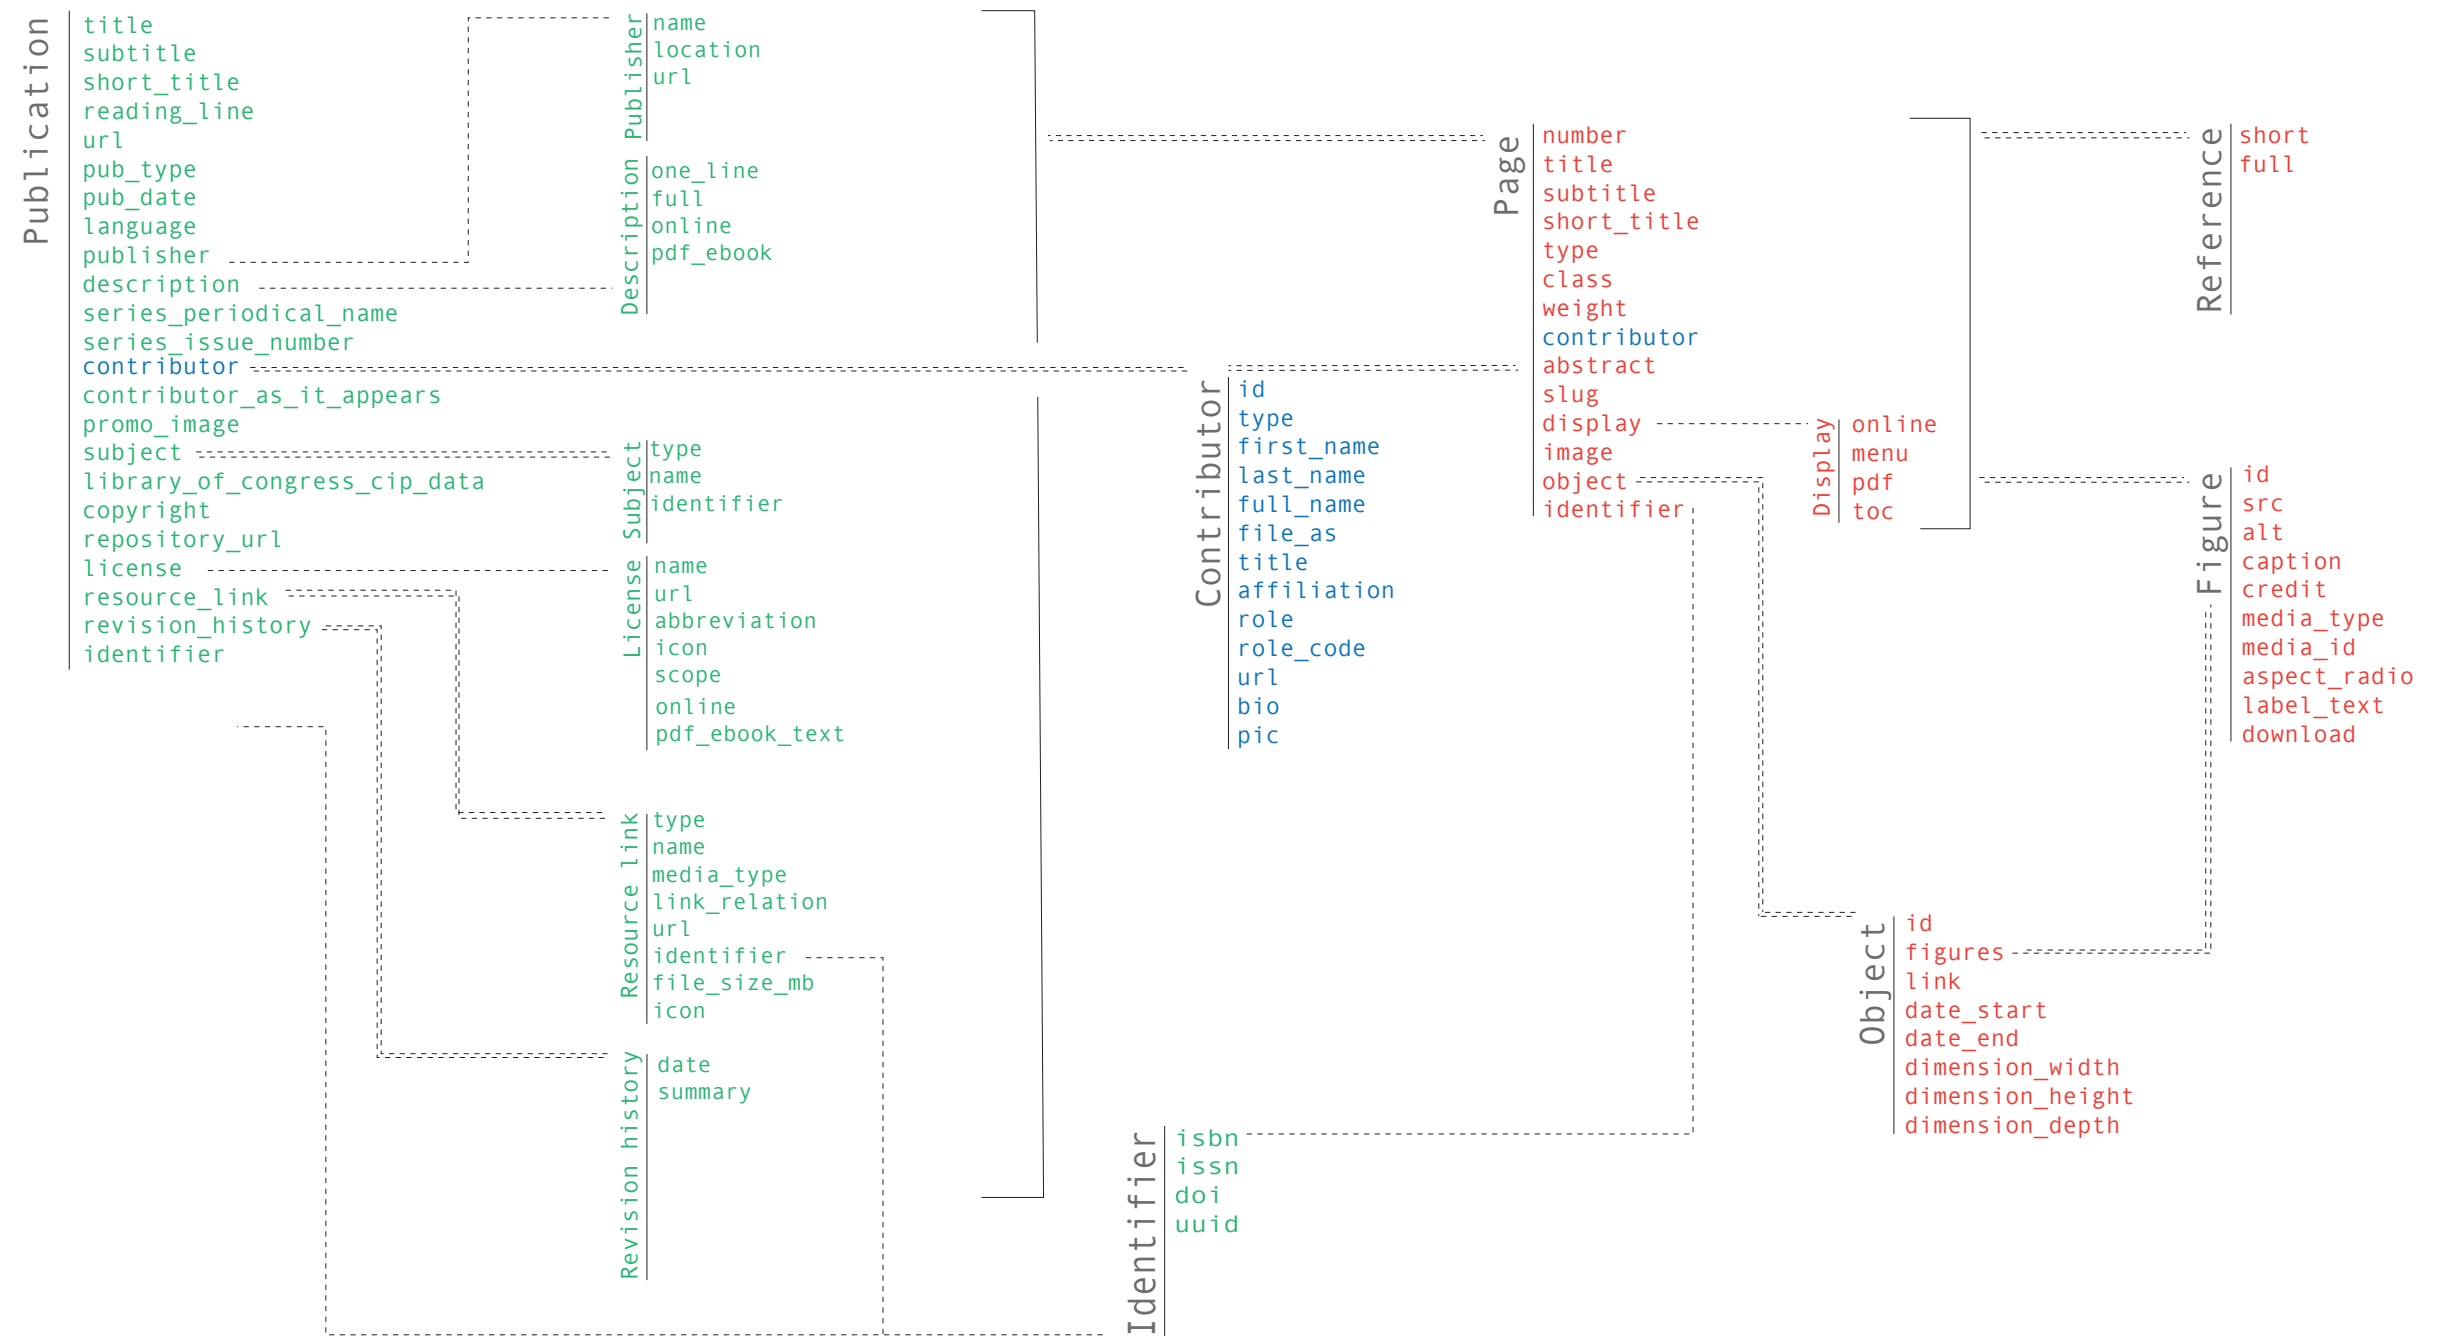 Publication
title
subtitle
short_title
reading_line
url
pub_type
pub_date
language
publisher
description
series_periodical_name
series_issue_number
contributor
contributor_as_it_appears
promo_image
subject
library_of_congress_cip_data
copyright
repository_url
license
resource_link
revision_history
identifier
Publisher
name
location
url
Description
one_line
full
online
pdf_ebook
Subject
type
name
identifier
License
name
url
abbreviation
icon
scope
online
pdf_ebook_text
Resource link
type
name
media_type
link_relation
url
identifier
file_size_mb
icon
Revision history
date
summary
Contributor
id
type
first_name
last_name
full_name
file_as
title
affiliation
role
role_code
url
bio
pic
Identifier
isbn
issn
doi
uuid
Page
number
title
subtitle
short_title
type
class
weight
contributor
abstract
slug
display
image
object
identifier
Display
online
menu
pdf
toc
Object
id
figures
link
date_start
date_end
dimension_width
dimension_height
dimension_depth
Reference
short
full
Figure
id
src
alt
caption
credit
media_type
media_id
aspect_radio
label_text
download